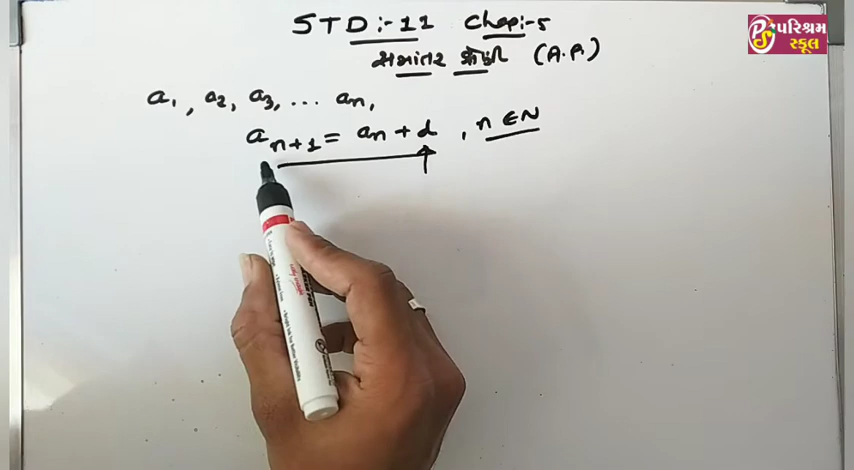 STD:-11 Chap:-5
પરિશ્રમ
સ્કૂલ
સમાંતર શ્રેણી (A.P.)
a1, a2, a3, ... an,
an+1 = an + d , n ∈ N